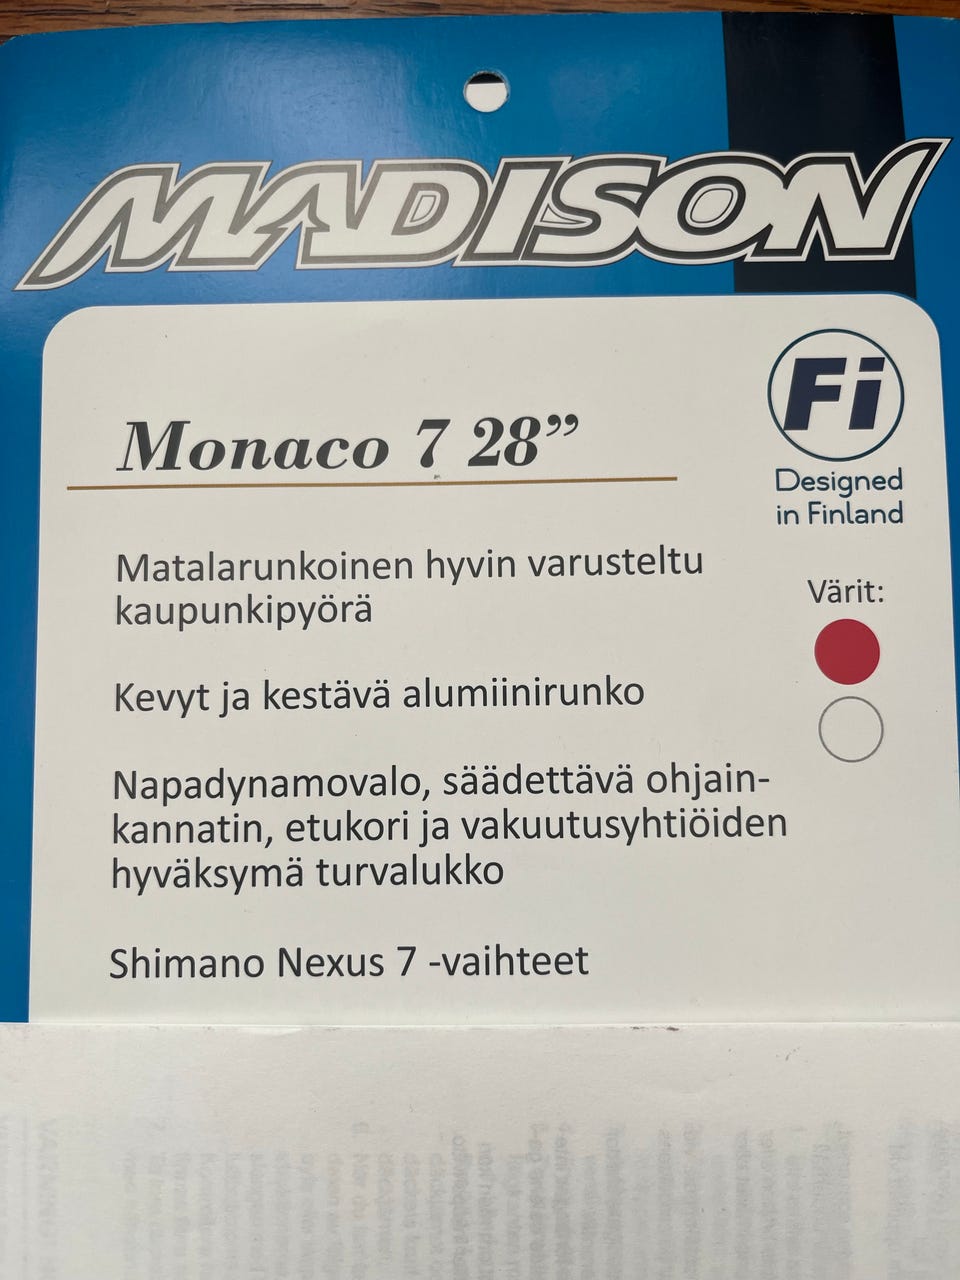 MADISON
Fi
Designed
in Finland
Monaco 7 28”
Matalarunkoinen hyvin varusteltu
kaupunkipyörä
Kevyt ja kestävä alumiinirunko
Napadynamovalo, säädettävä ohjain-
kannatin, etukori ja vakuutusyhtiöiden
hyväksymä turvalukko
Shimano Nexus 7 -vaihteet
Värit: